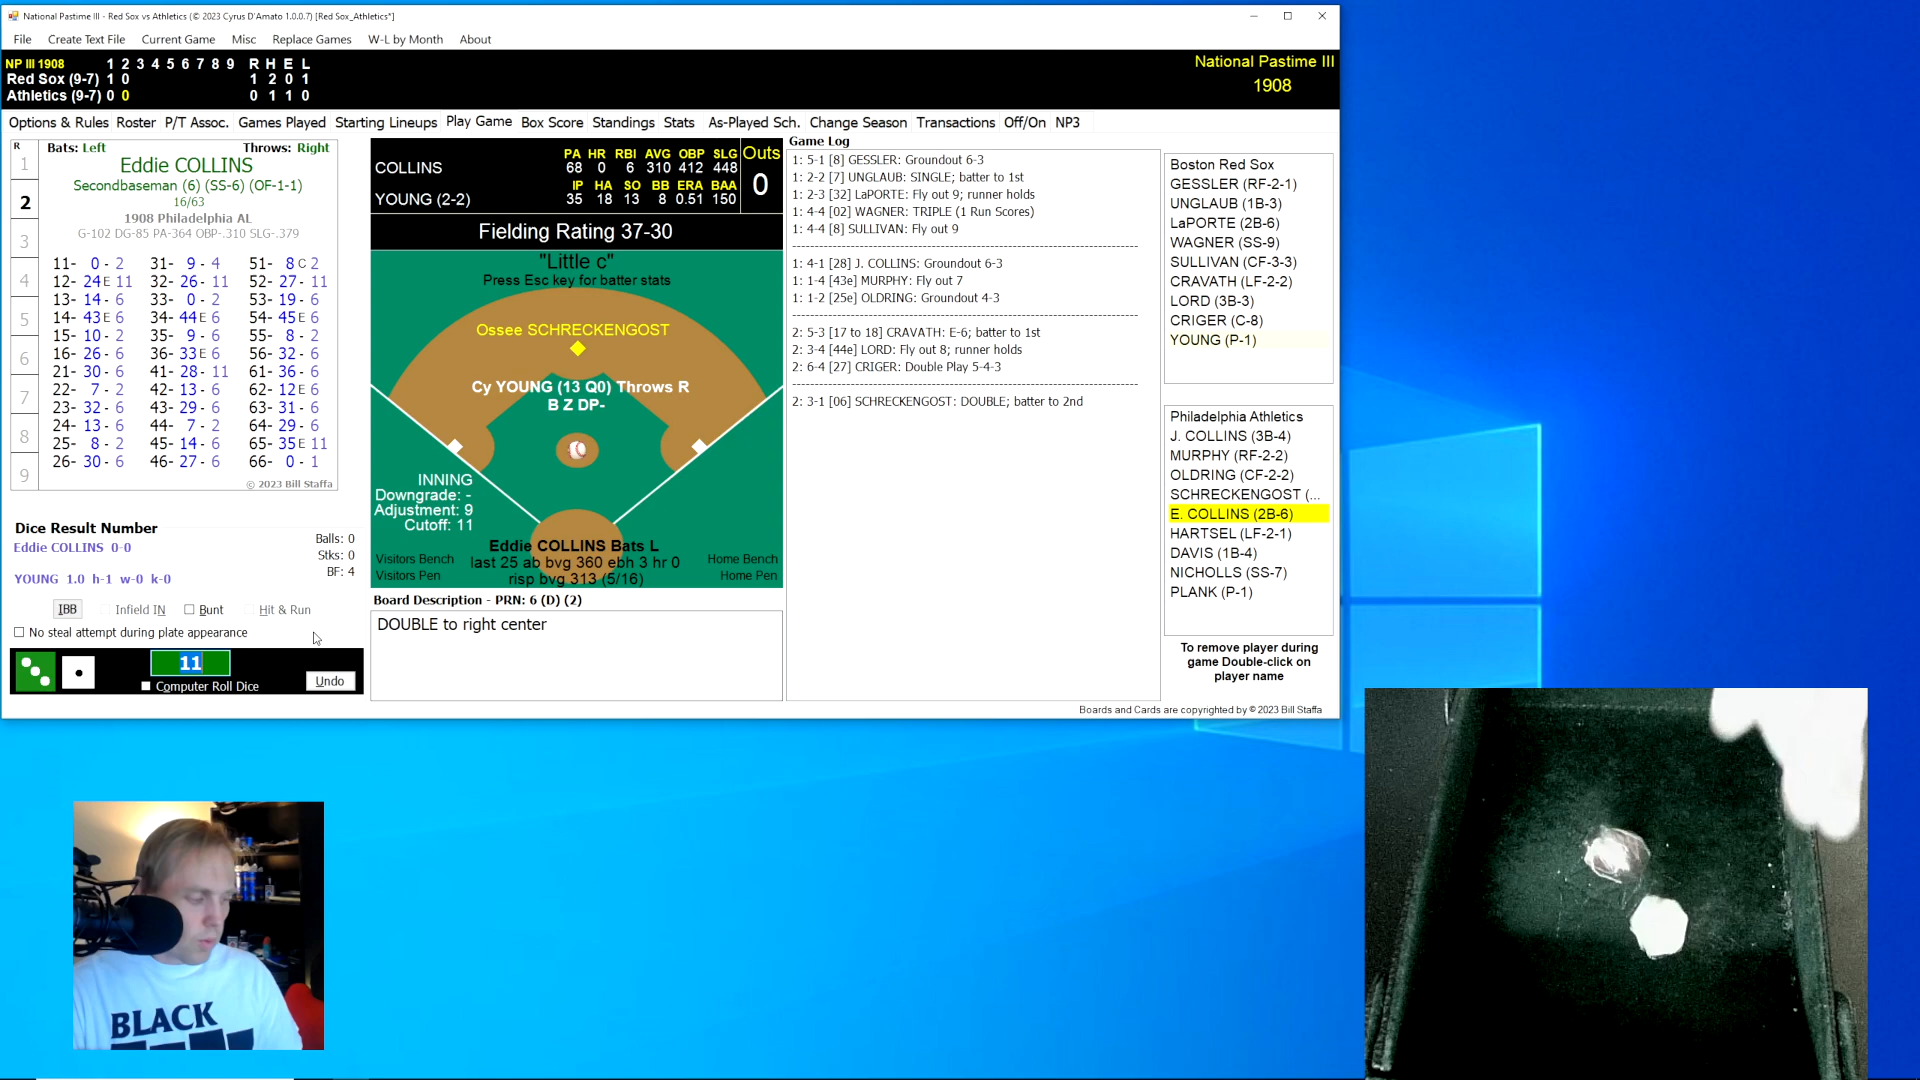 National Pastime III - Red Sox vs Athletics (© 2023 Cyrus D'Amato 1.0.0.7) [Red Sox_Athletics*]
File Create Text File Current Game Misc Replace Games W-L by Month About
NP III 1908 1 2 3 4 5 6 7 8 9 R H E L
Red Sox (9-7) 1 0 1 2 0 1
Athletics (9-7) 0 0 0 1 1 0
National Pastime III
1908
Options & Rules Roster P/T Assoc. Games Played Starting Lineups Play Game Box Score Standings Stats As-Played Sch. Change Season Transactions Off/On NP3
R
1
2
3
4
5
6
7
8
9
Bats: Left Throws: Right
Eddie COLLINS
Secondbaseman (6) (SS-6) (OF-1-1)
16/63
1908 Philadelphia AL
G-102 DG-85 PA-364 OBP-.310 SLG-.379
11- 0 - 2 31- 9 - 4 51- 8 C 2
12- 24 E 11 32- 26 - 11 52- 27 - 11
13- 14 - 6 33- 0 - 2 53- 19 - 6
14- 43 E 6 34- 44 E 6 54- 45 E 6
15- 10 - 2 35- 9 - 6 55- 8 - 2
16- 26 - 6 36- 33 E 6 56- 32 - 6
21- 30 - 6 41- 28 - 11 61- 36 - 6
22- 7 - 2 42- 13 - 6 62- 12 E 6
23- 32 - 6 43- 29 - 6 63- 31 - 6
24- 13 - 6 44- 7 - 2 64- 29 - 6
25- 8 - 2 45- 14 - 6 65- 35 E 11
26- 30 - 6 46- 27 - 6 66- 0 - 1
© 2023 Bill Staffa
Dice Result Number
Eddie COLLINS 0-0
YOUNG 1.0 h-1 w-0 k-0
Balls: 0
Stks: 0
BF: 4
IBB Infield IN Bunt Hit & Run
No steal attempt during plate appearance
11
Computer Roll Dice
Undo
PA HR RBI AVG OBP SLG
COLLINS 68 0 6 310 412 448
IP HA SO BB ERA BAA
YOUNG (2-2) 35 18 13 8 0.51 150
Outs
0
Fielding Rating 37-30
"Little c"
Press Esc key for batter stats
Ossee SCHRECKENGOST
Cy YOUNG (13 Q0) Throws R
B Z DP-
INNING
Downgrade: -
Adjustment: 9
Cutoff: 11
Eddie COLLINS Bats L
last 25 ab bvg 360 ebh 3 hr 0
risp bvg 313 (5/16)
Visitors Bench
Visitors Pen
Home Bench
Home Pen
Board Description - PRN: 6 (D) (2)
DOUBLE to right center
Game Log
1: 5-1 [8] GESSLER: Groundout 6-3
1: 2-2 [7] UNGLAUB: SINGLE; batter to 1st
1: 2-3 [32] LaPORTE: Fly out 9; runner holds
1: 4-4 [02] WAGNER: TRIPLE (1 Run Scores)
1: 4-4 [8] SULLIVAN: Fly out 9
1: 4-1 [28] J. COLLINS: Groundout 6-3
1: 1-4 [43e] MURPHY: Fly out 7
1: 1-2 [25e] OLDRING: Groundout 4-3
2: 5-3 [17 to 18] CRAVATH: E-6; batter to 1st
2: 3-4 [44e] LORD: Fly out 8; runner holds
2: 6-4 [27] CRIGER: Double Play 5-4-3
2: 3-1 [06] SCHRECKENGOST: DOUBLE; batter to 2nd
Boston Red Sox
GESSLER (RF-2-1)
UNGLAUB (1B-3)
LaPORTE (2B-6)
WAGNER (SS-9)
SULLIVAN (CF-3-3)
CRAVATH (LF-2-2)
LORD (3B-3)
CRIGER (C-8)
YOUNG (P-1)
Philadelphia Athletics
J. COLLINS (3B-4)
MURPHY (RF-2-2)
OLDRING (CF-2-2)
SCHRECKENGOST (...
E. COLLINS (2B-6)
HARTSEL (LF-2-1)
DAVIS (1B-4)
NICHOLLS (SS-7)
PLANK (P-1)
To remove player during
game Double-click on
player name
Boards and Cards are copyrighted by © 2023 Bill Staffa
BLACK